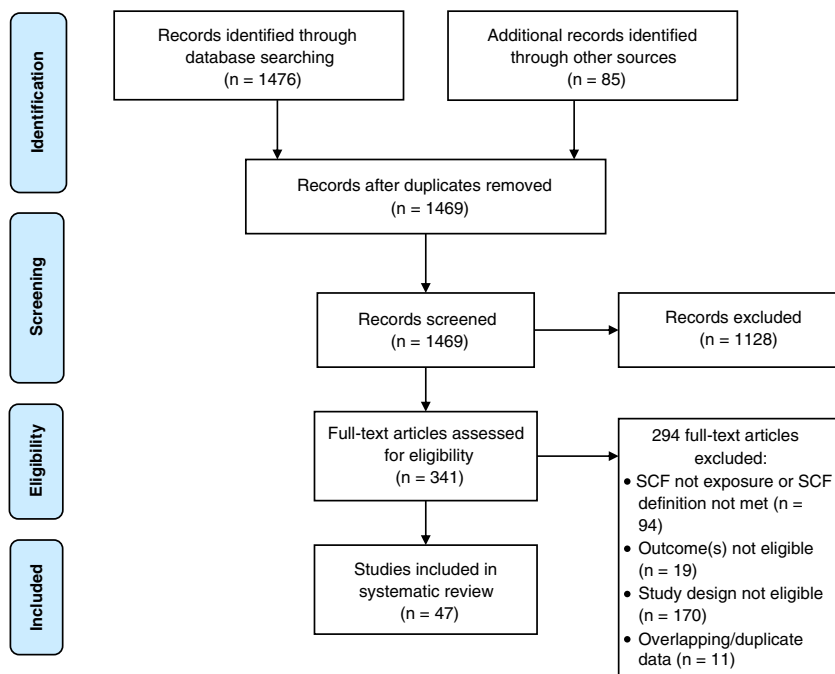 Identification
Records identified through
database searching
(n = 1476)
Additional records identified
through other sources
(n = 85)
Records after duplicates removed
(n = 1469)
Screening
Records screened
(n = 1469)
Records excluded
(n = 1128)
Eligibility
Full-text articles assessed
for eligibility
(n = 341)
294 full-text articles
excluded:
• SCF not exposure or SCF
definition not met (n =
94)
• Outcome(s) not eligible
(n = 19)
• Study design not eligible
(n = 170)
• Overlapping/duplicate
data (n = 11)
Included
Studies included in
systematic review
(n = 47)